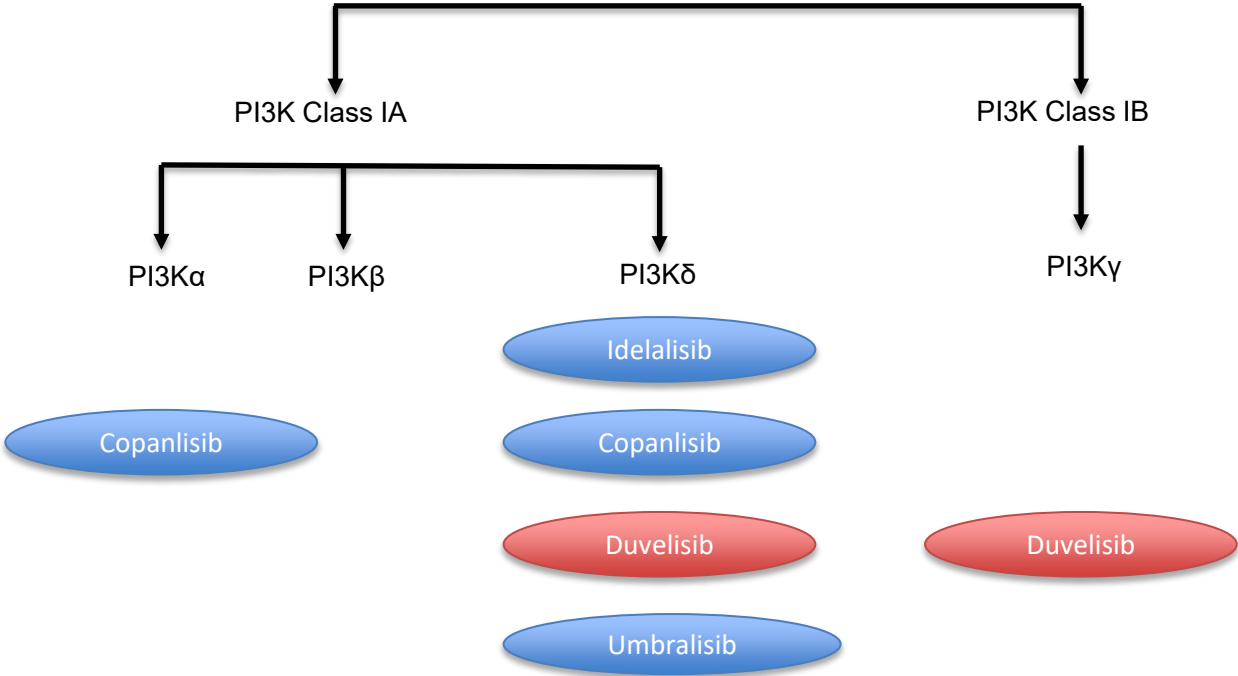 PI3K Class IA
PI3K Class IB
PI3Kα
PI3Kβ
PI3Kδ
PI3Kγ
Idelalisib
Copanlisib
Copanlisib
Duvelisib
Duvelisib
Umbralisib